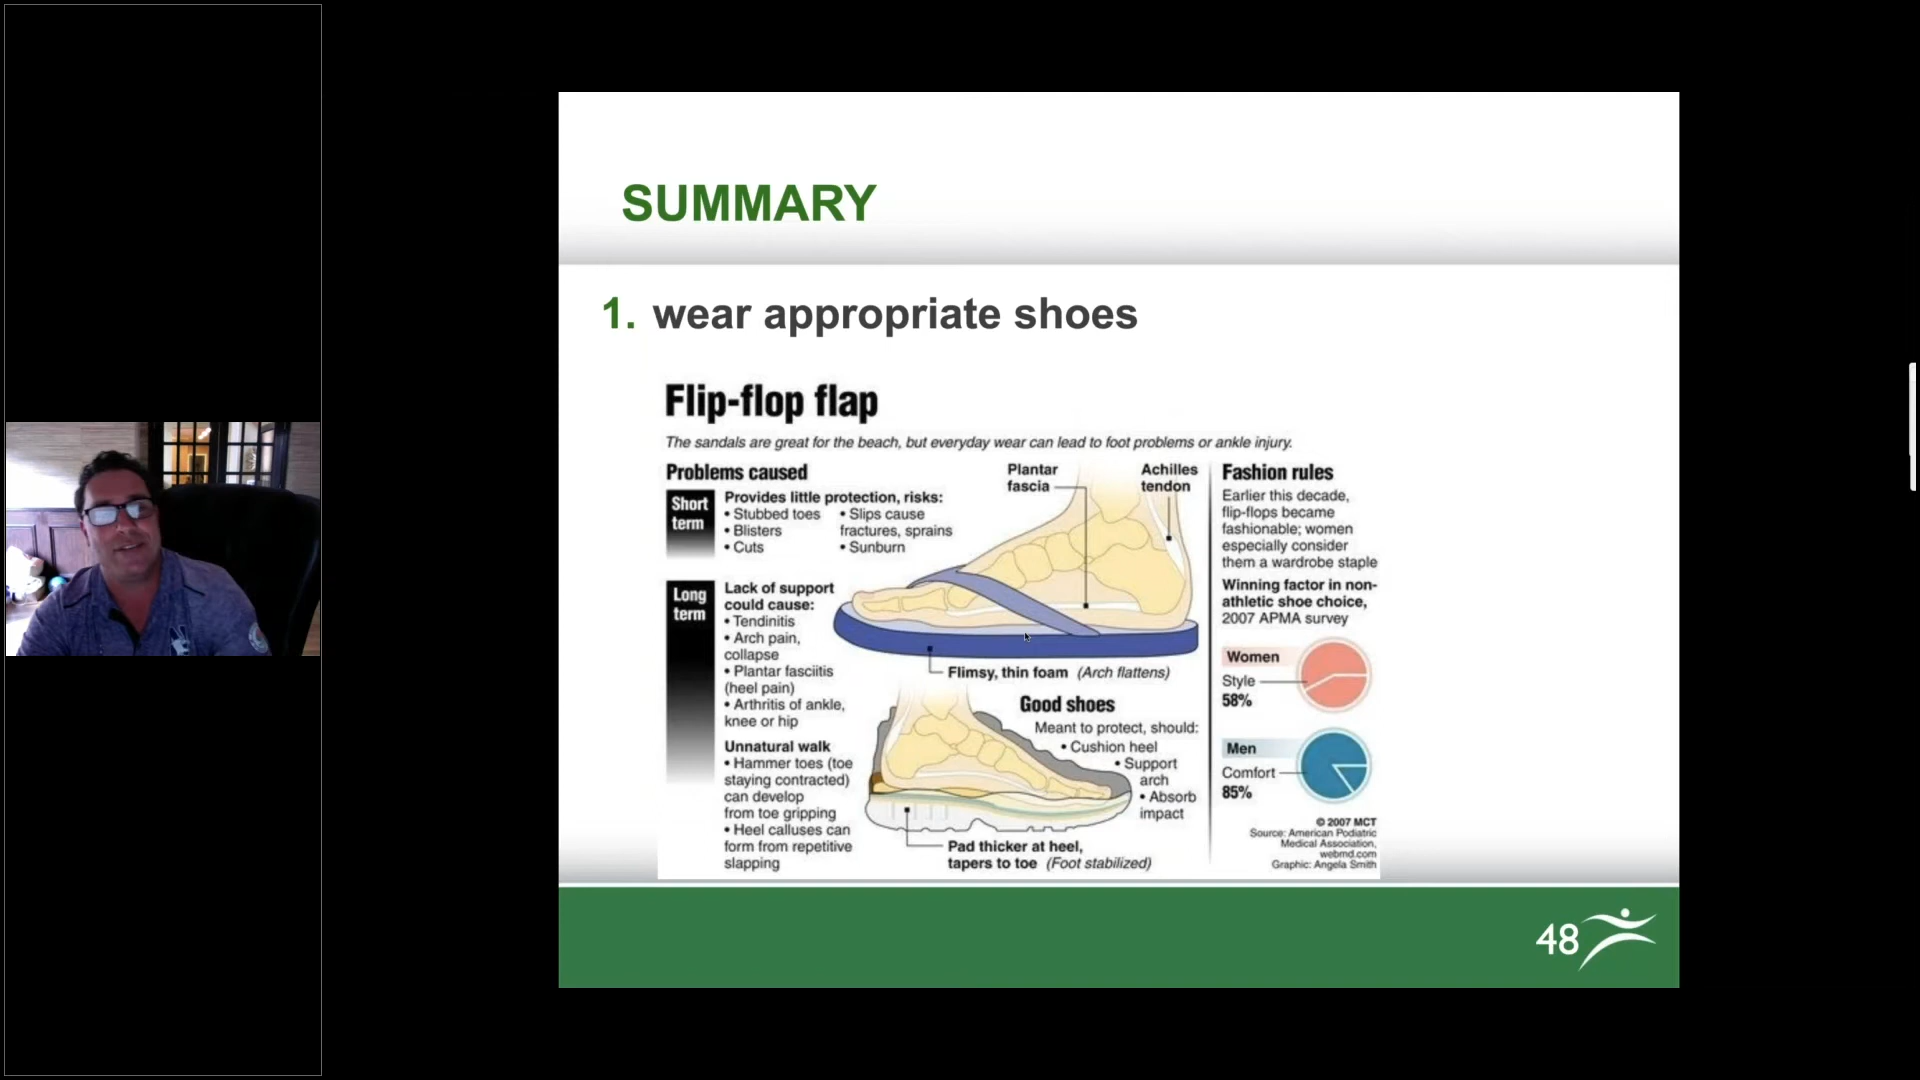 SUMMARY
1. wear appropriate shoes
Flip-flop flap
The sandals are great for the beach, but everyday wear can lead to foot problems or ankle injury.
Problems caused
Short
term
Provides little protection, risks:
• Stubbed toes
• Blisters
• Cuts
• Slips cause
fractures, sprains
• Sunburn
Long
term
Lack of support
could cause:
• Tendinitis
• Arch pain,
collapse
• Plantar fasciitis
(heel pain)
• Arthritis of ankle,
knee or hip
Unnatural walk
• Hammer toes (toe
staying contracted)
can develop
from toe gripping
• Heel calluses can
form from repetitive
slapping
Plantar
fascia
Achilles
tendon
Flimsy, thin foam (Arch flattens)
Good shoes
Meant to protect, should:
• Cushion heel
• Support
arch
• Absorb
impact
Pad thicker at heel,
tapers to toe (Foot stabilized)
Fashion rules
Earlier this decade,
flip-flops became
fashionable; women
especially consider
them a wardrobe staple
Winning factor in non-
athletic shoe choice,
2007 APMA survey
Women
Style
58%
Men
Comfort
85%
© 2007 MCT
Source: American Podiatric
Medical Association,
webmd.com
Graphic: Angela Smith
48